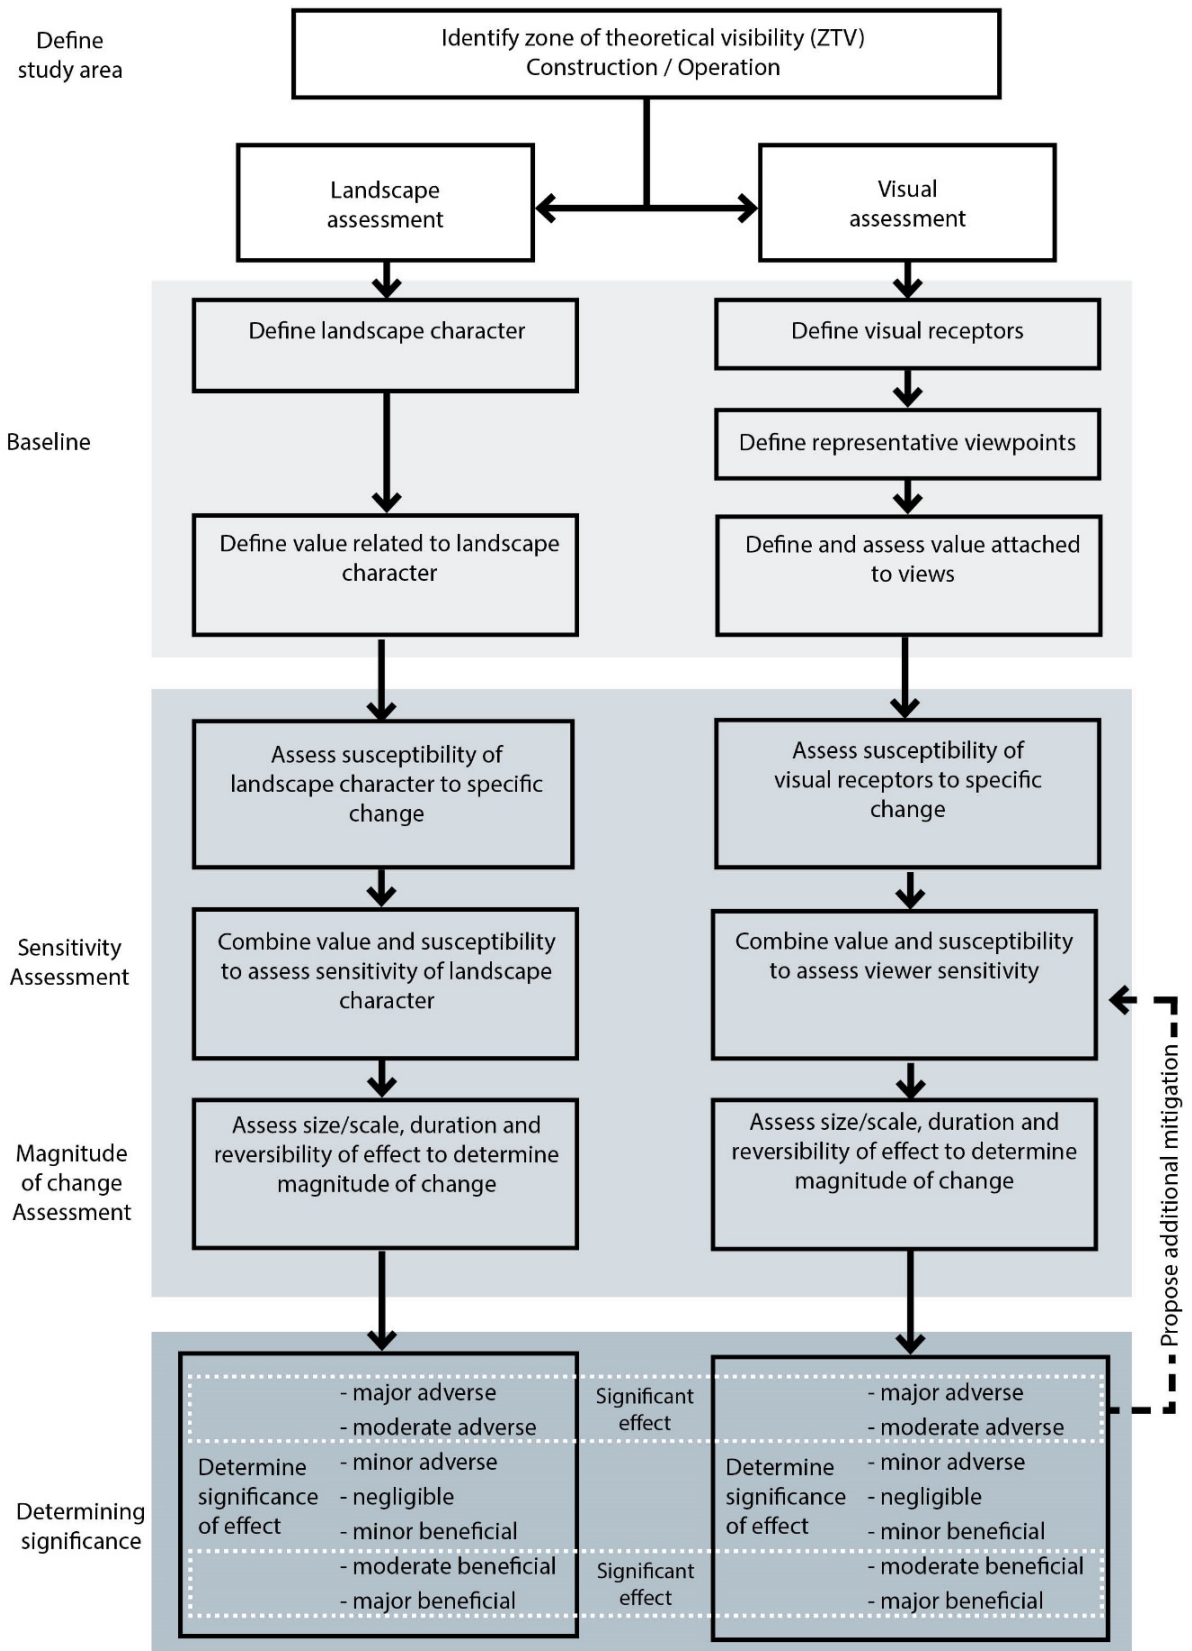 Define
study area
Identify zone of theoretical visibility (ZTV)
Construction / Operation
Landscape
assessment
Visual
assessment
Baseline
Define landscape character
Define value related to landscape
character
Define visual receptors
Define representative viewpoints
Define and assess value attached
to views
Sensitivity
Assessment
Magnitude
of change
Assessment
Assess susceptibility of
landscape character to specific
change
Combine value and susceptibility
to assess sensitivity of landscape
character
Assess size/scale, duration and
reversibility of effect to determine
magnitude of change
Assess susceptibility of
visual receptors to specific
change
Combine value and susceptibility
to assess viewer sensitivity
Assess size/scale, duration and
reversibility of effect to determine
magnitude of change
Propose additional mitigation
Determining
significance
Determine
significance
of effect
- major adverse
- moderate adverse
- minor adverse
- negligible
- minor beneficial
- moderate beneficial
- major beneficial
Significant
effect
Significant
effect
Determine
significance
of effect
- major adverse
- moderate adverse
- minor adverse
- negligible
- minor beneficial
- moderate beneficial
- major beneficial